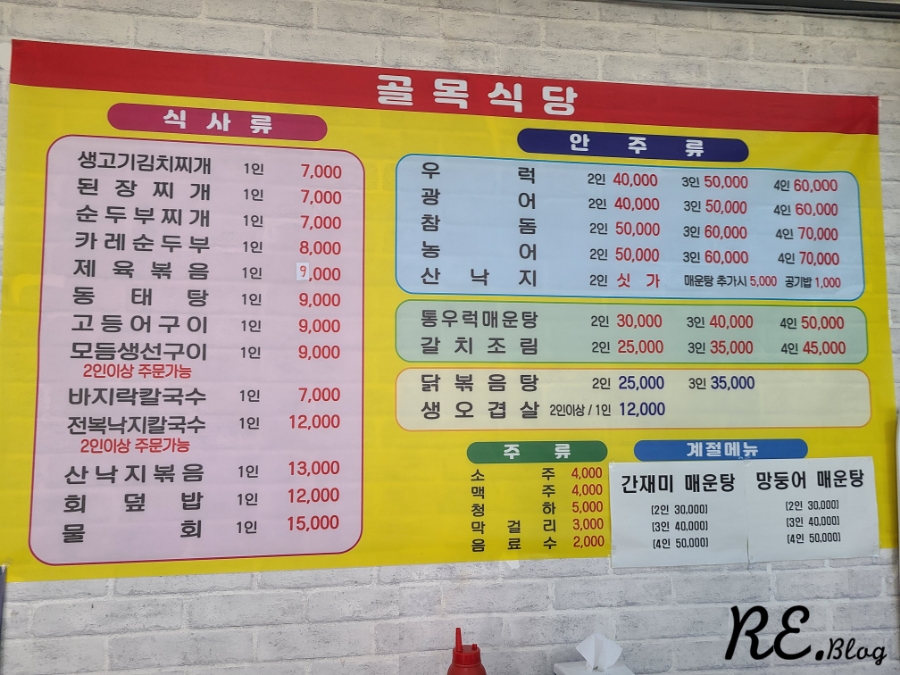 골목식당
식사류
생고기김치찌개 1인 7,000
된장찌개 1인 7,000
순두부찌개 1인 7,000
카레순두부 1인 8,000
제육볶음 1인 9,000
동태탕 1인 9,000
고등어구이 1인 9,000
모듬생선구이 1인 9,000
2인이상 주문가능
바지락칼국수 1인 7,000
전복낙지칼국수 1인 12,000
2인이상 주문가능
산낙지볶음 1인 13,000
회덮밥 1인 12,000
물회 1인 15,000
안주류
우럭 2인 40,000 3인 50,000 4인 60,000
광어 2인 40,000 3인 50,000 4인 60,000
참돔 2인 50,000 3인 60,000 4인 70,000
농어 2인 50,000 3인 60,000 4인 70,000
산낙지 2인 싯가 매운탕 추가시 5,000 공기밥 1,000
통우럭매운탕 2인 30,000 3인 40,000 4인 50,000
갈치조림 2인 25,000 3인 35,000 4인 45,000
닭볶음탕 2인 25,000 3인 35,000
생오겹살 2인이상 / 1인 12,000
주류
소주 4,000
맥주 4,000
청하 5,000
막걸리 3,000
음료수 2,000
계절메뉴
간재미 매운탕
[2인 30,000]
[3인 40,000]
[4인 50,000]
망둥어 매운탕
[2인 30,000]
[3인 40,000]
[4인 50,000]
RE.Blog